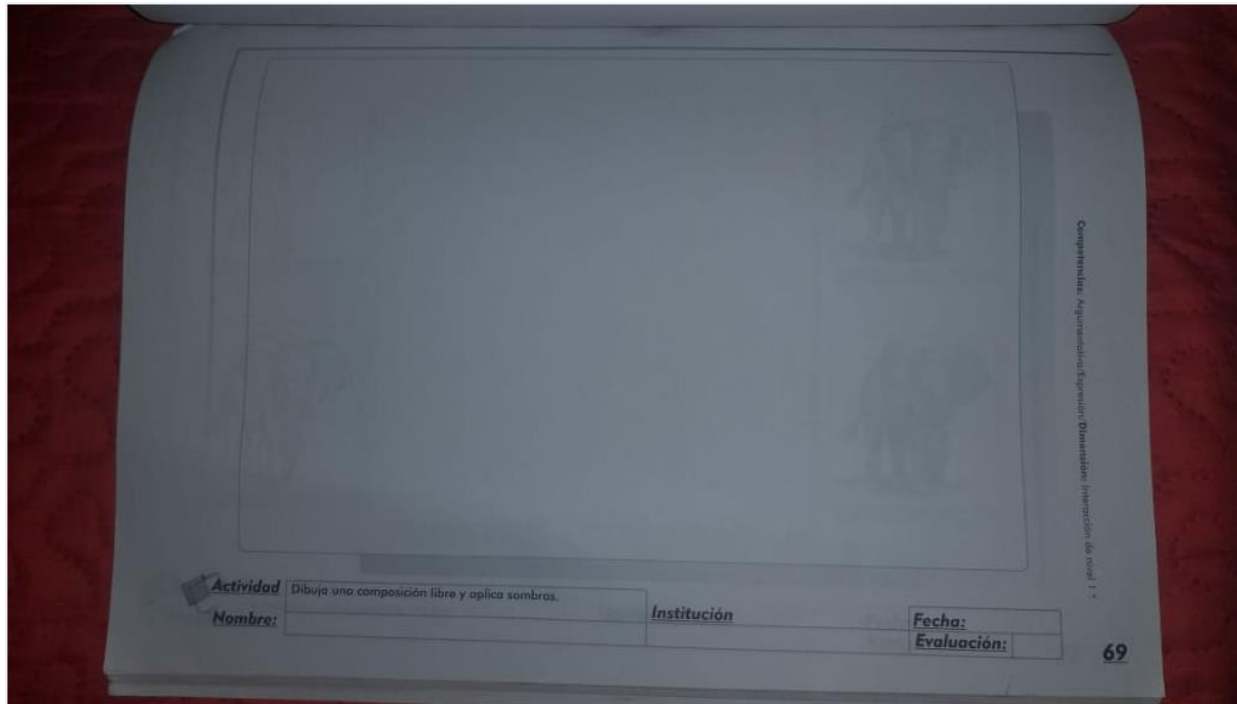 Competencias: Argumentativa/Expresión/Dimensión: Interacción de nivel 1 *
Actividad Dibuja una composición libre y aplica sombras.
Nombre: Institución Fecha:
Evaluación:
69